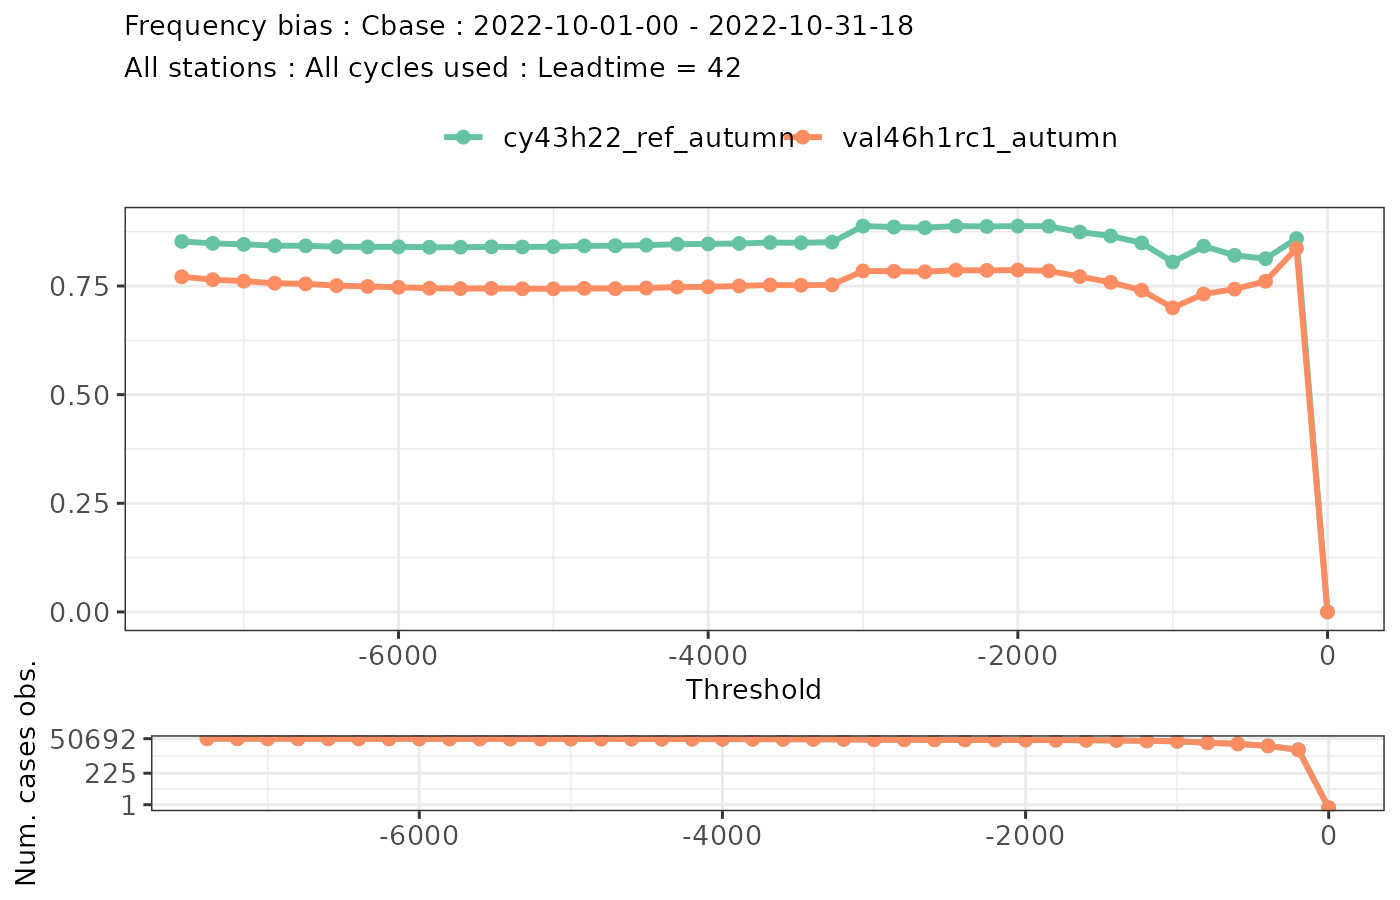 Frequency bias : Cbase : 2022-10-01-00 - 2022-10-31-18
All stations : All cycles used : Leadtime = 42
cy43h22_ref_autumn val46h1rc1_autumn
0.75
0.50
0.25
0.00
-6000 -4000 -2000 0
Threshold
Num. cases obs.
50692
225
1
-6000 -4000 -2000 0